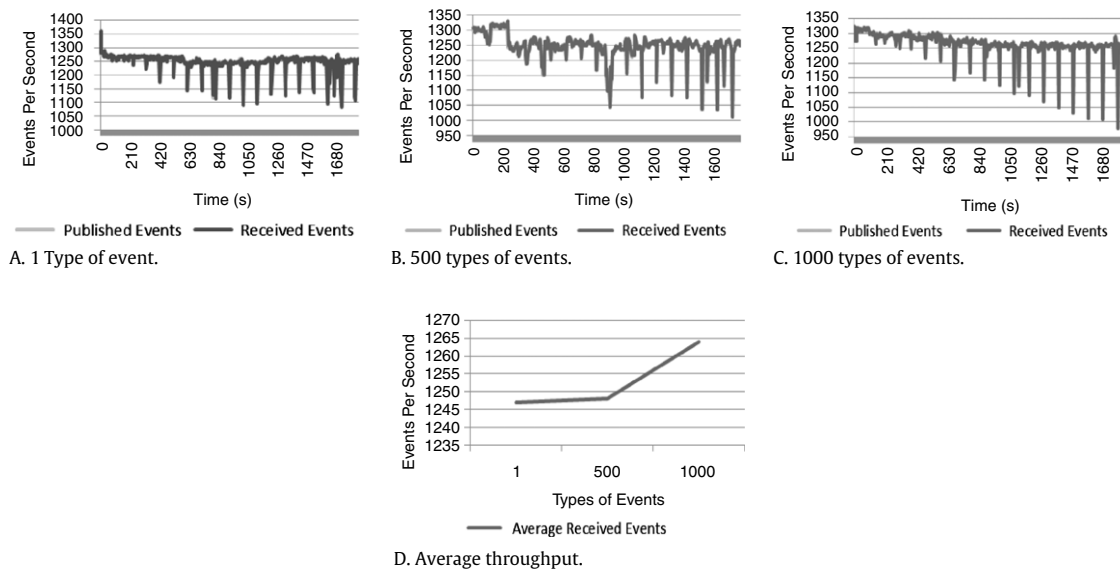 1400
1350
1300
1250
1200
1150
1100
1050
1000
Events Per Second
0 210 420 630 840 1050 1260 1470 1680
Time (s)
Published Events Received Events
A. 1 Type of event.
1350
1300
1250
1200
1150
1100
1050
1000
950
Events Per Second
0 200 400 600 800 1000 1200 1400 1600
Time (s)
Published Events Received Events
B. 500 types of events.
1350
1300
1250
1200
1150
1100
1050
1000
950
Events Per Second
0 210 420 630 840 1050 1260 1470 1680
Time (s)
Published Events Received Events
C. 1000 types of events.
1270
1265
1260
1255
1250
1245
1240
1235
Events Per Second
1 500 1000
Types of Events
Average Received Events
D. Average throughput.